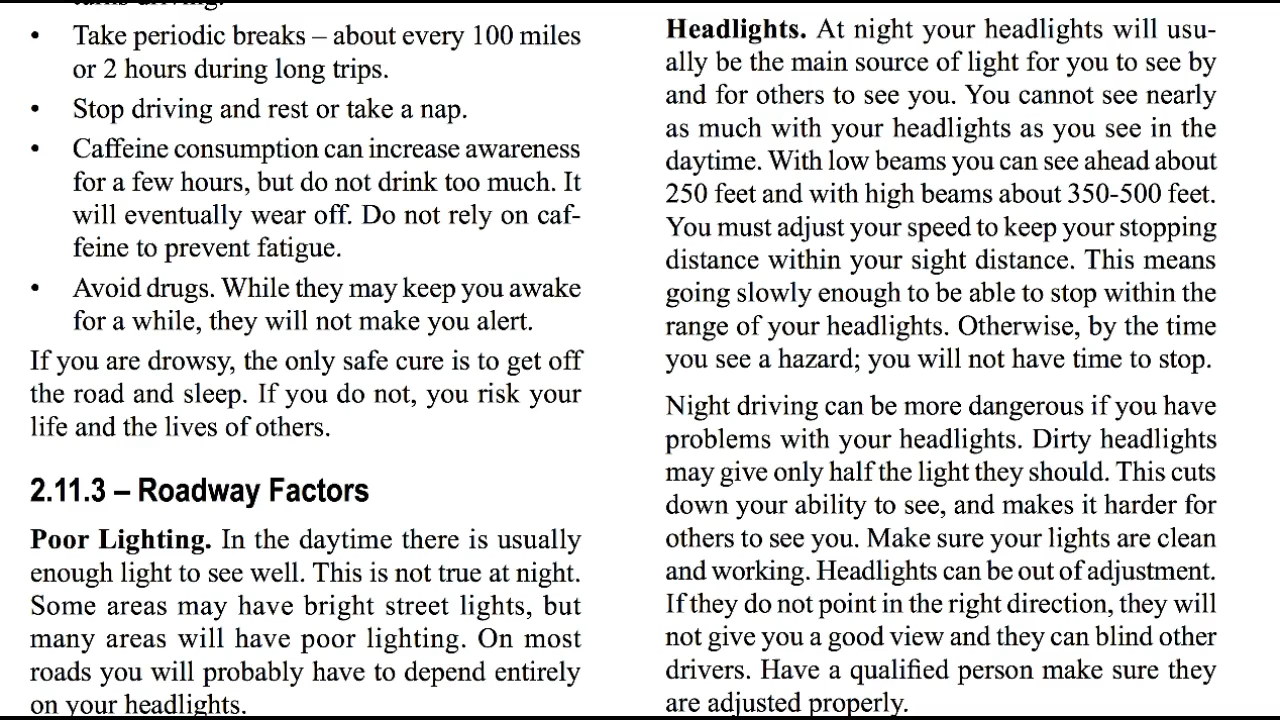 turns driving.
• Take periodic breaks – about every 100 miles
or 2 hours during long trips.
• Stop driving and rest or take a nap.
• Caffeine consumption can increase awareness
for a few hours, but do not drink too much. It
will eventually wear off. Do not rely on caf-
feine to prevent fatigue.
• Avoid drugs. While they may keep you awake
for a while, they will not make you alert.
If you are drowsy, the only safe cure is to get off
the road and sleep. If you do not, you risk your
life and the lives of others.
2.11.3 – Roadway Factors
Poor Lighting. In the daytime there is usually
enough light to see well. This is not true at night.
Some areas may have bright street lights, but
many areas will have poor lighting. On most
roads you will probably have to depend entirely
on your headlights.
Headlights. At night your headlights will usu-
ally be the main source of light for you to see by
and for others to see you. You cannot see nearly
as much with your headlights as you see in the
daytime. With low beams you can see ahead about
250 feet and with high beams about 350-500 feet.
You must adjust your speed to keep your stopping
distance within your sight distance. This means
going slowly enough to be able to stop within the
range of your headlights. Otherwise, by the time
you see a hazard; you will not have time to stop.
Night driving can be more dangerous if you have
problems with your headlights. Dirty headlights
may give only half the light they should. This cuts
down your ability to see, and makes it harder for
others to see you. Make sure your lights are clean
and working. Headlights can be out of adjustment.
If they do not point in the right direction, they will
not give you a good view and they can blind other
drivers. Have a qualified person make sure they
are adjusted properly.